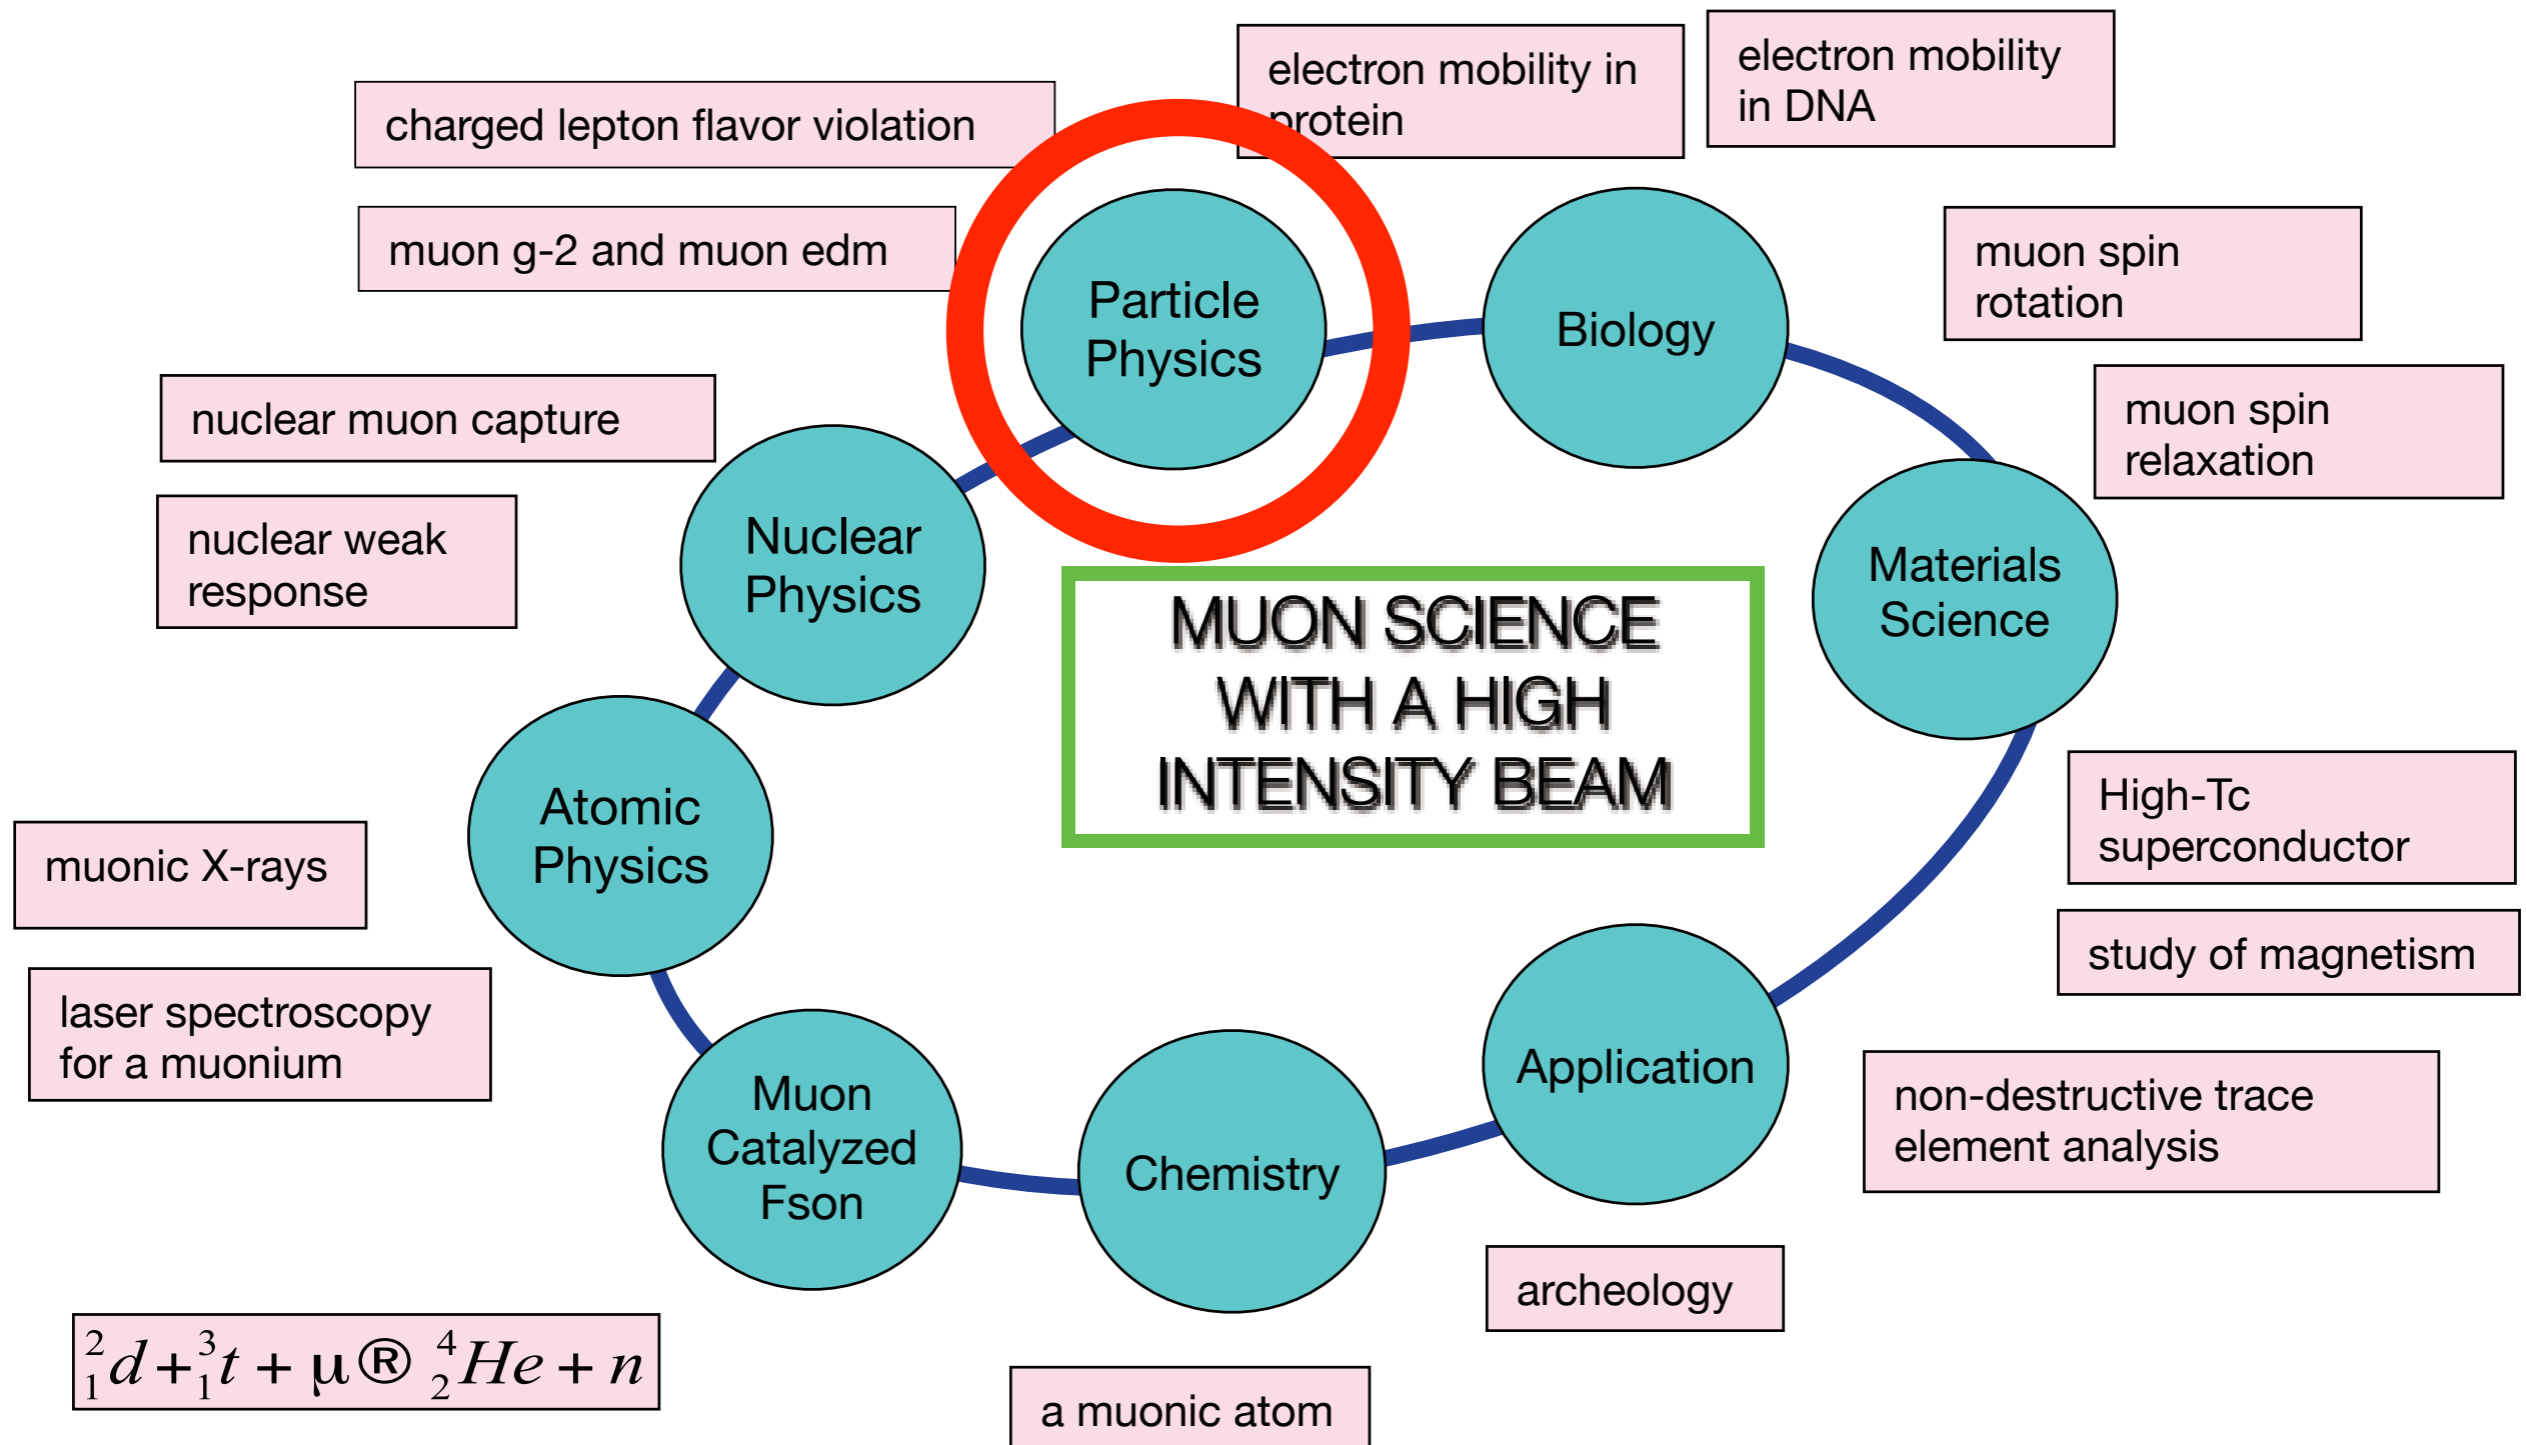 electron mobility in
protein
electron mobility
in DNA
charged lepton flavor violation
muon g-2 and muon edm
Particle
Physics
Biology
muon spin
rotation
muon spin
relaxation
nuclear muon capture
nuclear weak
response
Nuclear
Physics
Materials
Science
MUON SCIENCE
WITH A HIGH
INTENSITY BEAM
Atomic
Physics
muonic X-rays
laser spectroscopy
for a muonium
High-Tc
superconductor
study of magnetism
non-destructive trace
element analysis
Application
Muon
Catalyzed
Fson
Chemistry
archeology
²₁d+³₁t + μ® ⁴₂He + n
a muonic atom